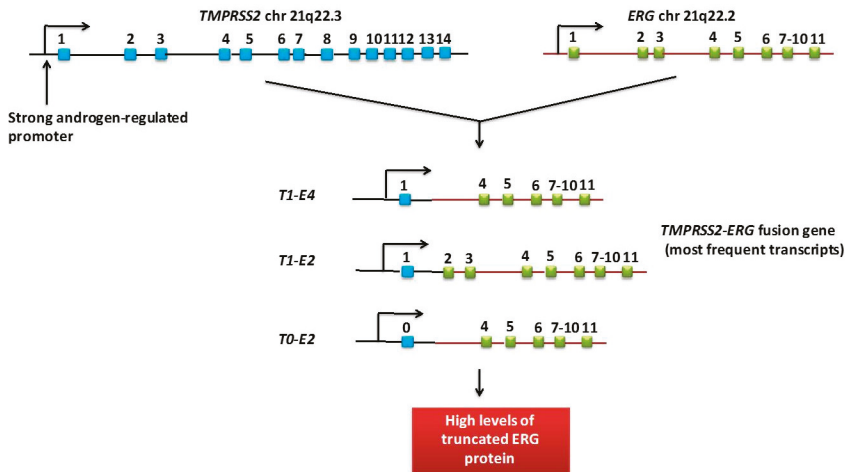 TMPRSS2 chr 21q22.3
1 2 3 4 5 6 7 8 9 10 11 12 13 14
ERG chr 21q22.2
1 2 3 4 5 6 7-10 11
Strong androgen-regulated
promoter
T1-E4
1 4 5 6 7-10 11
T1-E2
1 2 3 4 5 6 7-10 11
TMPRSS2-ERG fusion gene
(most frequent transcripts)
T0-E2
0 4 5 6 7-10 11
High levels of
truncated ERG
protein